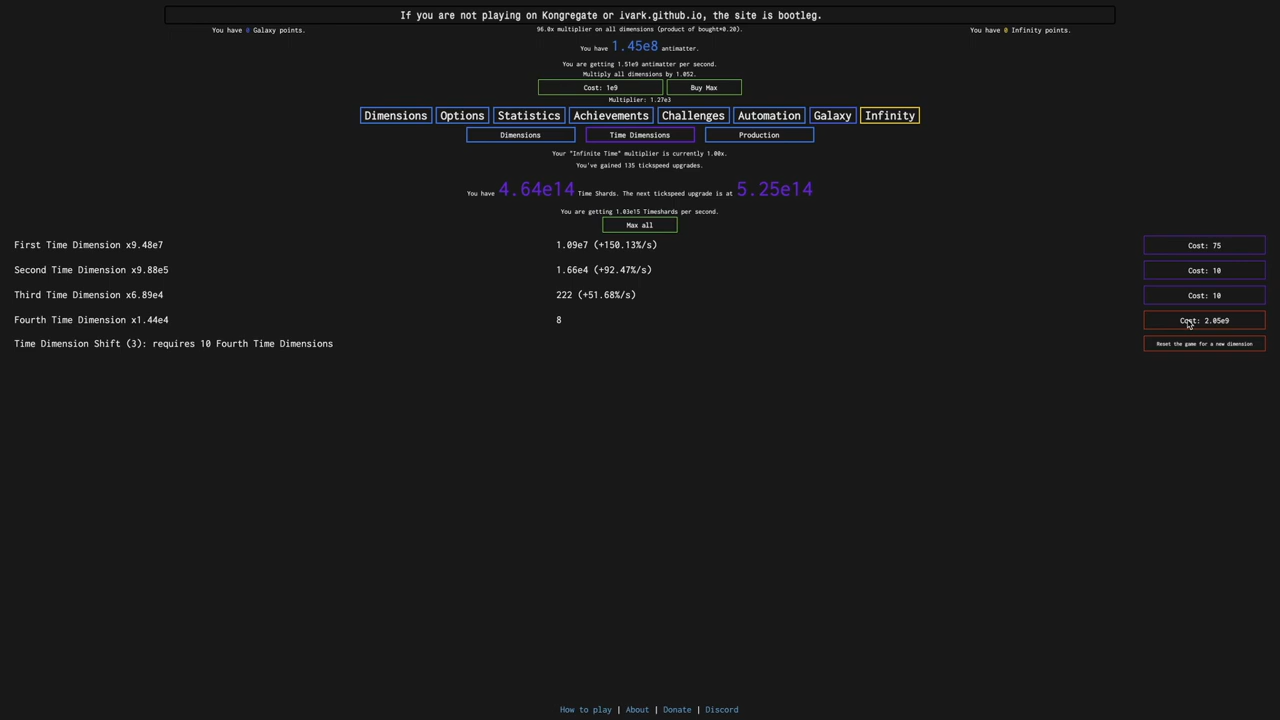 If you are not playing on Kongregate or ivark.github.io, the site is bootleg.
You have 0 Galaxy points.
96.0x multiplier on all dimensions (product of bought*0.20).
You have 0 Infinity points.
You have 1.45e8 antimatter.
You are getting 1.51e9 antimatter per second.
Multiply all dimensions by 1.052.
Cost: 1e9 Buy Max
Multiplier: 1.27e3
Dimensions Options Statistics Achievements Challenges Automation Galaxy Infinity
Dimensions Time Dimensions Production
Your "Infinite Time" multiplier is currently 1.00x.
You've gained 135 tickspeed upgrades.
You have 4.64e14 Time Shards. The next tickspeed upgrade is at 5.25e14
You are getting 1.03e15 Timeshards per second.
Max all
First Time Dimension x9.48e7 1.09e7 (+150.13%/s) Cost: 75
Second Time Dimension x9.88e5 1.66e4 (+92.47%/s) Cost: 10
Third Time Dimension x6.89e4 222 (+51.68%/s) Cost: 10
Fourth Time Dimension x1.44e4 8 Cost: 2.05e9
Time Dimension Shift (3): requires 10 Fourth Time Dimensions Reset the game for a new dimension
How to play | About | Donate | Discord